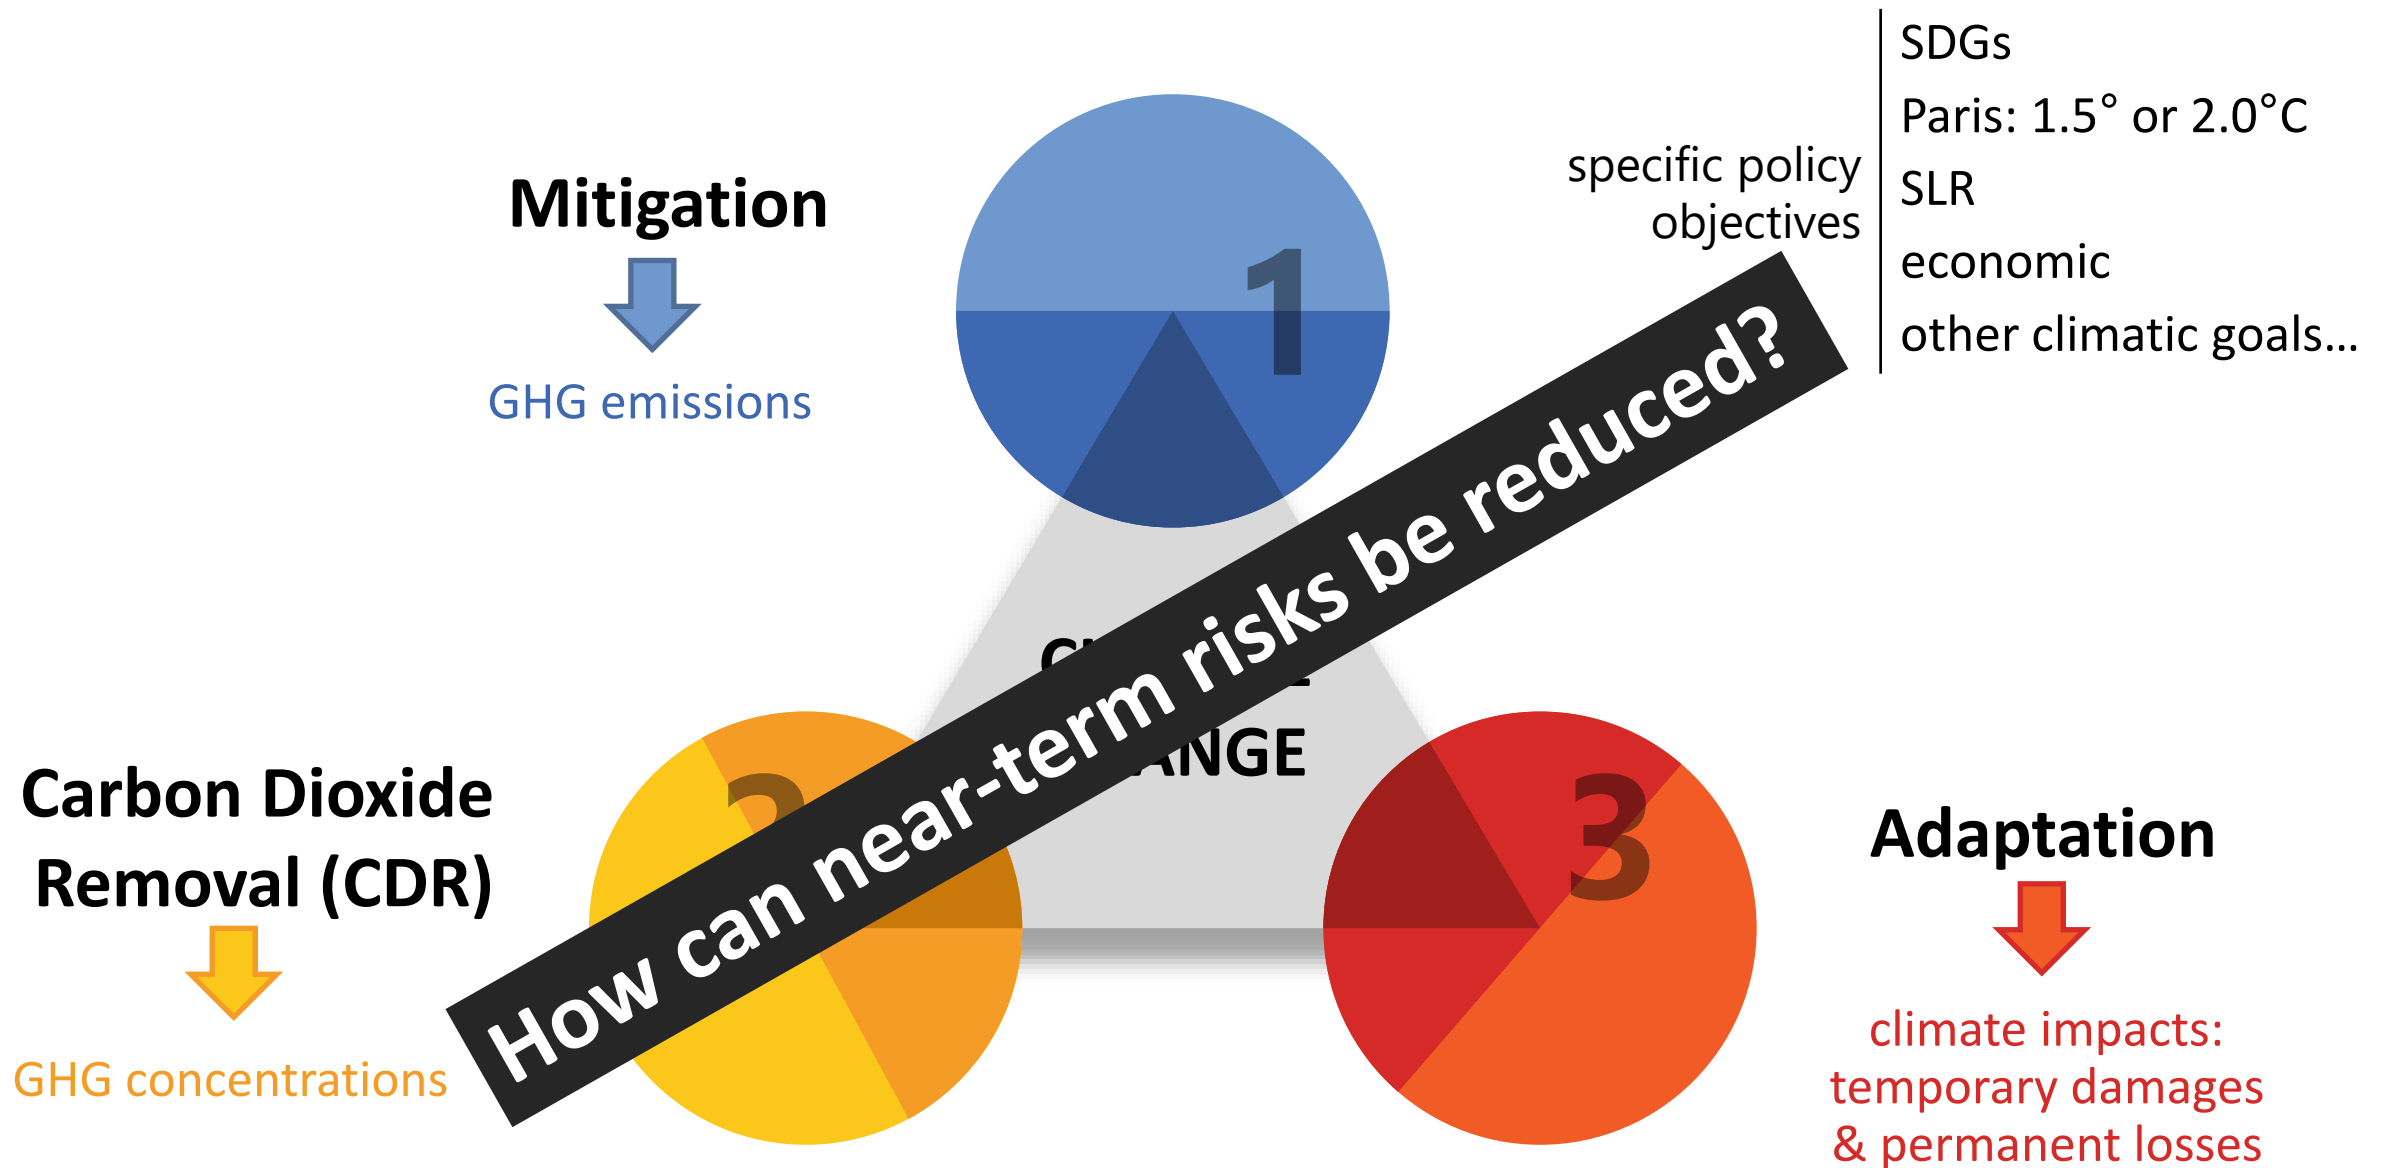 SDGs
Paris: 1.5° or 2.0°C
specific policy
objectives
SLR
economic
other climatic goals...
Mitigation
GHG emissions
1
How can near-term risks be reduced?
Carbon Dioxide
Removal (CDR)
GHG concentrations
3
Adaptation
climate impacts:
temporary damages
& permanent losses